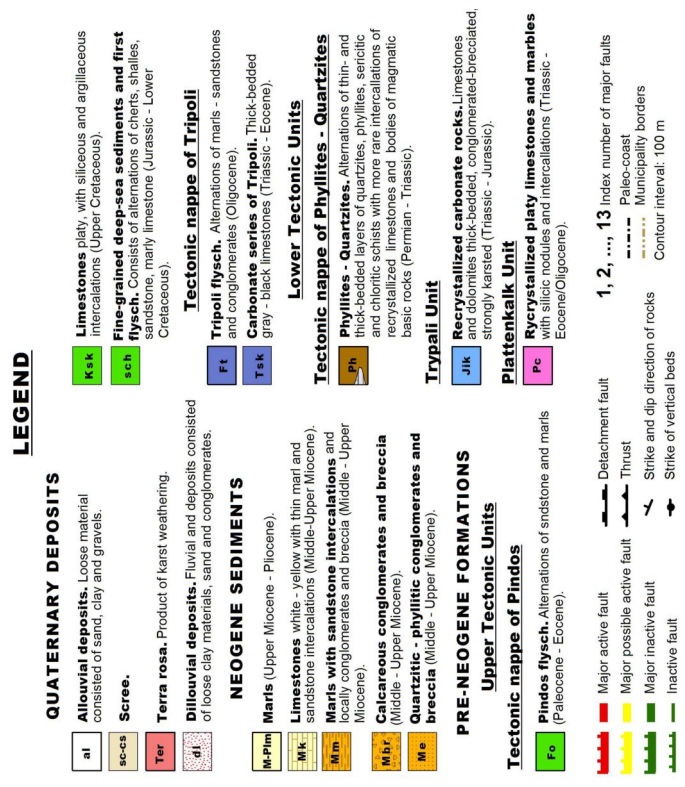 LEGEND
QUATERNARY DEPOSITS
al
Allouvial deposits. Loose material
consisted of sand, clay and gravels.
sc-cs
Scree.
Ter
Terra rosa. Product of karst weathering.
dl
Dillouvial deposits. Fluvial and deposits consisted
of loose clay materials, sand and conglomerates.
NEOGENE SEDIMENTS
M-Plm
Marls (Upper Miocene - Pliocene).
Mk
Limestones white - yellow with thin marl and
sandstone intercalations (Middle-Upper Miocene).
Mm
Marls with sandstone intercalations and
locally conglomerates and breccia (Middle - Upper
Miocene).
Mbr
Calcareous conglomerates and breccia
(Middle - Upper Miocene).
Me
Quartzitic - phyllitic conglomerates and
breccia (Middle - Upper Miocene).
PRE-NEOGENE FORMATIONS
Upper Tectonic Units
Tectonic nappe of Pindos
Fo
Pindos flysch. Alternations of sndstone and marls
(Paleocene - Eocene).
Ksk
Limestones platy, with siliceous and argillaceous
intercalations (Upper Cretaceous).
sch
Fine-grained deep-sea sediments and first
flysch. Consists of alternations of cherts, shalles,
sandstone, marly limestone (Jurassic - Lower
Cretaceous).
Tectonic nappe of Tripoli
Ft
Tripoli flysch. Alternations of marls - sandstones
and conglomerates (Oligocene).
Tsk
Carbonate series of Tripoli. Thick-bedded
gray - black limestones (Triassic - Eocene).
Lower Tectonic Units
Tectonic nappe of Phyllites - Quartzites
Ph
Phyllites - Quartzites. Alternations of thin- and
thick-bedded layers of quartzites, phyllites, sericitic
and chloritic schists with more rare intercallations of
recrystallized limestones and bodies of magmatic
basic rocks (Permian - Triassic).
Trypali Unit
Jik
Recrystallized carbonate rocks. Limestones
and dolomites thick-bedded, conglomerated-brecciated,
strongly karsted (Triassic - Jurassic).
Plattenkalk Unit
Pc
Rycrystallized platy limestones and marbles
with silicic nodules and intercallations (Triassic -
Eocene/Oligocene).
Major active fault
Major possible active fault
Major inactive fault
Inactive fault
Detachment fault
Thrust
Strike and dip direction of rocks
Strike of vertical beds
1, 2, ..., 13 Index number of major faults
Paleo-coast
Municipality borders
Contour interval: 100 m